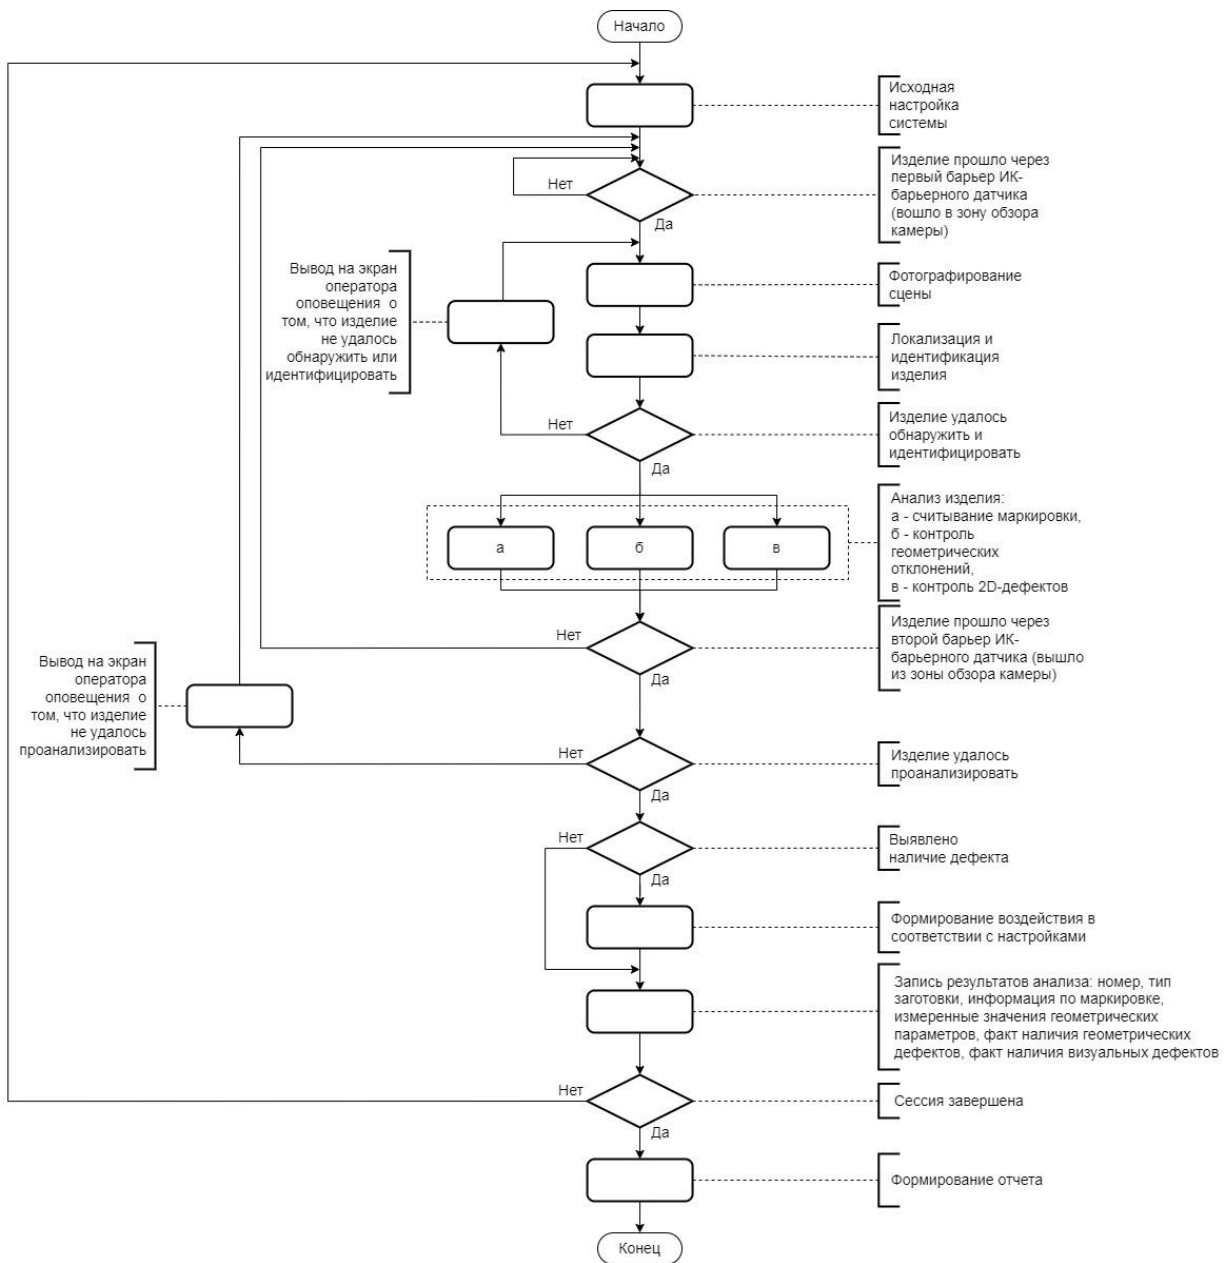 Начало
Исходная
настройка
системы
Изделие прошло через
первый барьер ИК-
барьерного датчика
(вошло в зону обзора
камеры)
Нет
Да
Вывод на экран
оператора
оповещения о
том, что изделие
не удалось
обнаружить или
идентифицировать
Фотографирование
сцены
Локализация и
идентификация
изделия
Нет
Изделие удалось
обнаружить и
идентифицировать
Да
Анализ изделия:
а - считывание маркировки,
б - контроль
геометрических
отклонений,
в - контроль 2D-дефектов
а
б
в
Изделие прошло через
второй барьер ИК-
барьерного датчика (вышло
из зоны обзора камеры)
Нет
Да
Вывод на экран
оператора
оповещения о
том, что изделие
не удалось
проанализировать
Нет
Изделие удалось
проанализировать
Да
Нет
Выявлено
наличие дефекта
Да
Формирование воздействия в
соответствии с настройками
Запись результатов анализа: номер, тип
заготовки, информация по маркировке,
измеренные значения геометрических
параметров, факт наличия геометрических
дефектов, факт наличия визуальных дефектов
Нет
Сессия завершена
Да
Формирование отчета
Конец